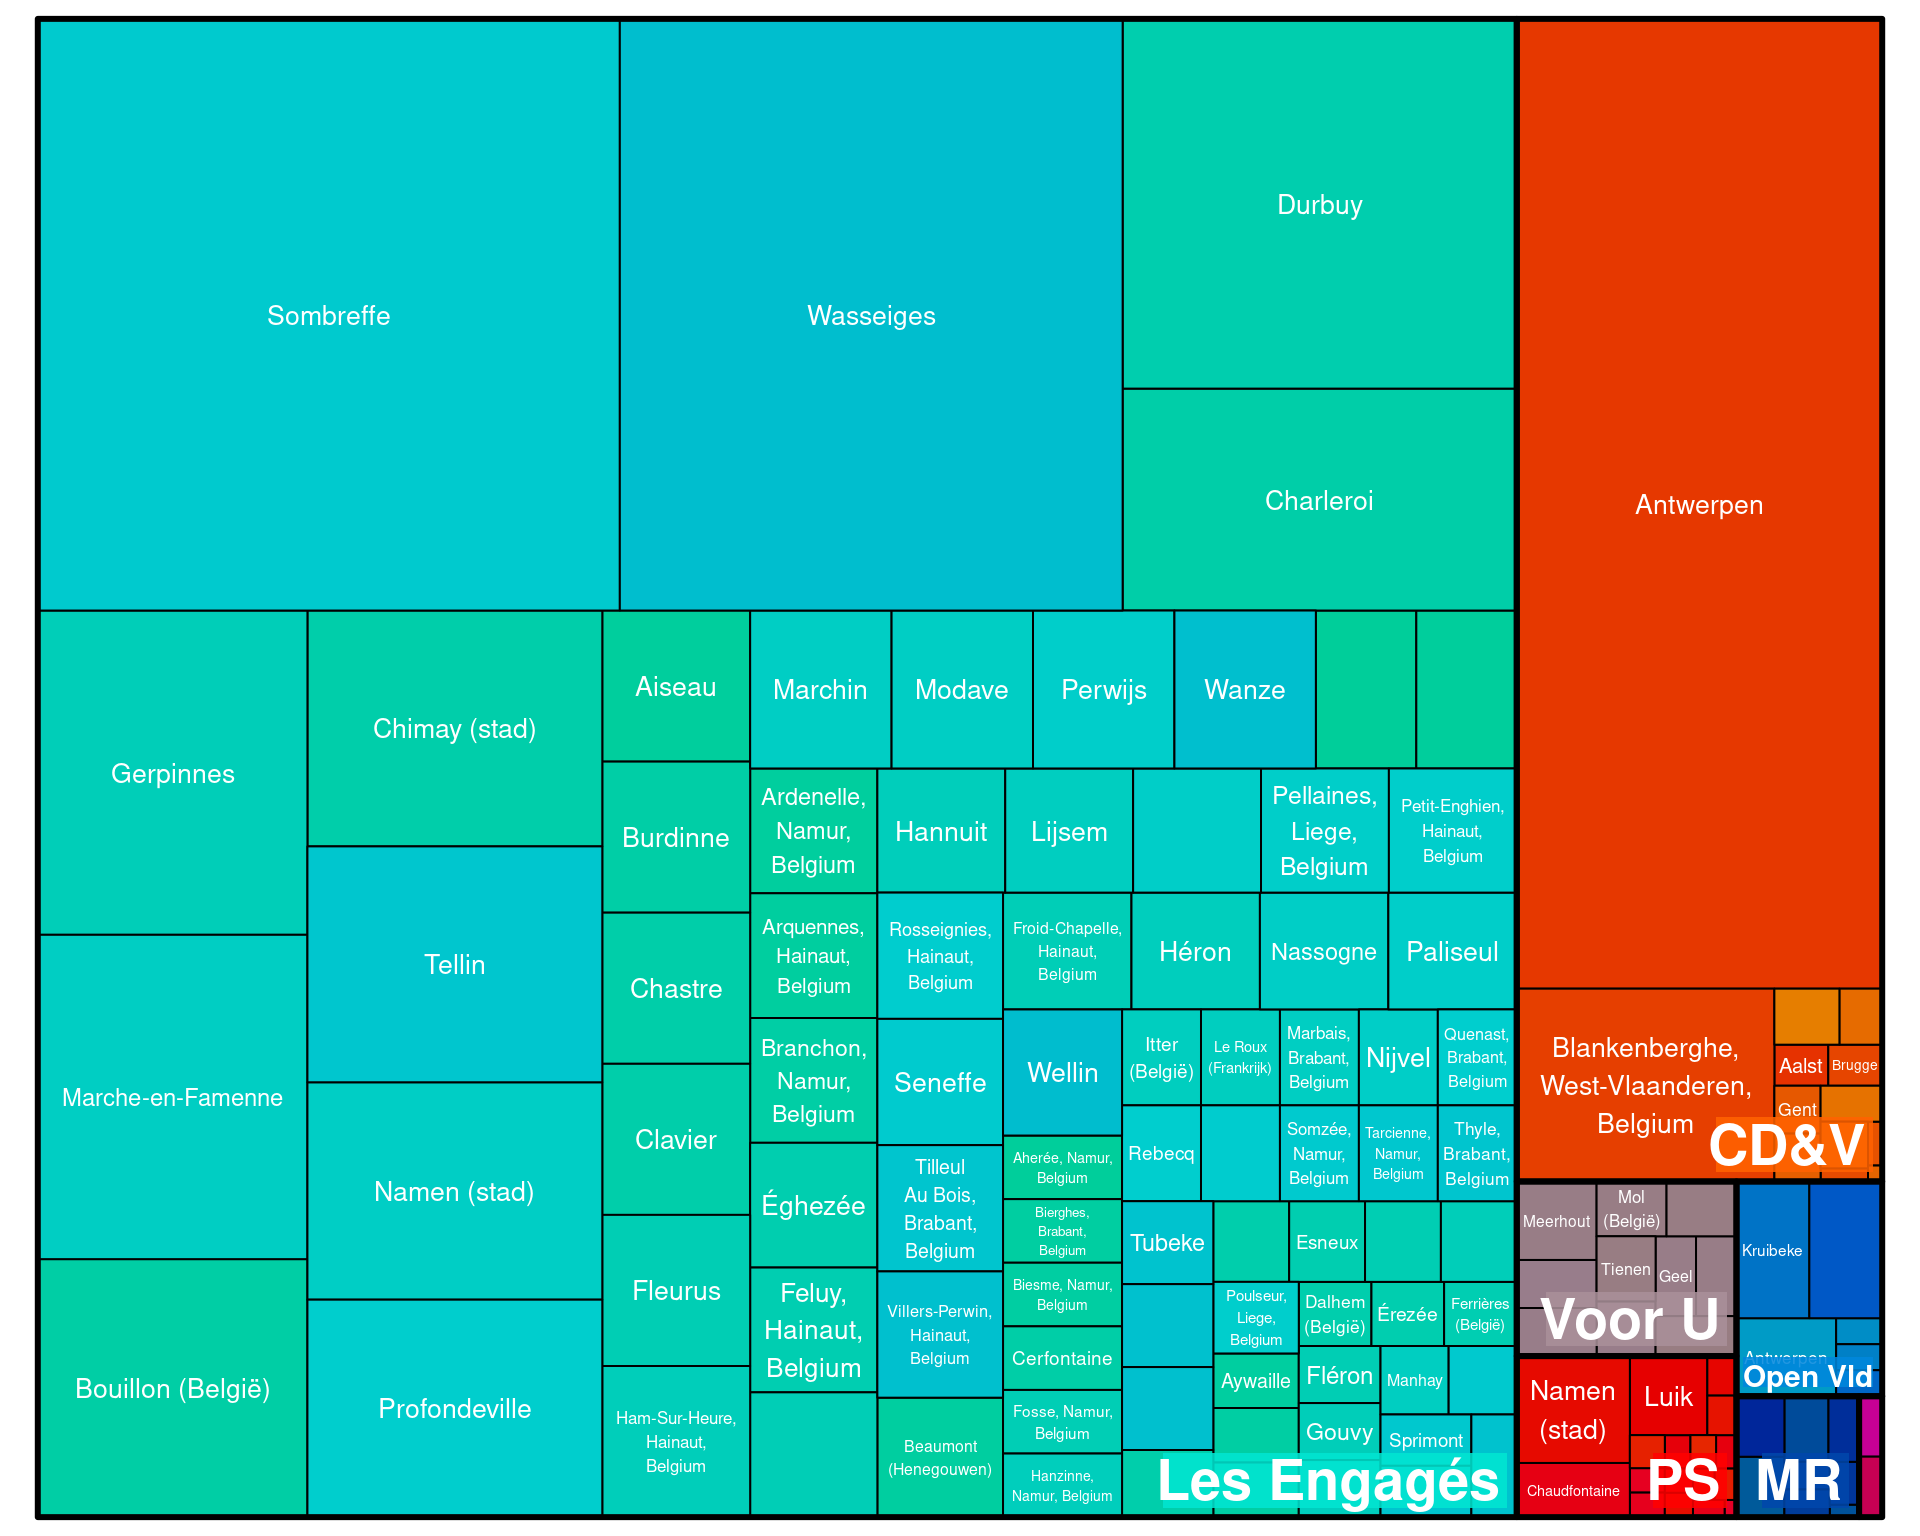 Sombreffe
Wasseiges
Durbuy
Charleroi
Antwerpen
Gerpinnes
Marche-en-Famenne
Bouillon (België)
Chimay (stad)
Tellin
Namen (stad)
Profondeville
Aiseau
Burdinne
Chastre
Clavier
Fleurus
Ham-Sur-Heure,
Hainaut,
Belgium
Marchin
Modave
Perwijs
Wanze
Ardenelle,
Namur,
Belgium
Hannuit
Lijsem
Pellaines,
Liege,
Belgium
Petit-Enghien,
Hainaut,
Belgium
Arquennes,
Hainaut,
Belgium
Branchon,
Namur,
Belgium
Éghezée
Feluy,
Hainaut,
Belgium
Rosseignies,
Hainaut,
Belgium
Seneffe
Tilleul
Au Bois,
Brabant,
Belgium
Villers-Perwin,
Hainaut,
Belgium
Beaumont
(Henegouwen)
Froid-Chapelle,
Hainaut,
Belgium
Héron
Nassogne
Paliseul
Wellin
Aherée, Namur,
Belgium
Bierghes,
Brabant,
Belgium
Biesme, Namur,
Belgium
Cerfontaine
Fosse, Namur,
Belgium
Hanzinne,
Namur, Belgium
Itter
(België)
Le Roux
(Frankrijk)
Marbais,
Brabant,
Belgium
Nijvel
Quenast,
Brabant,
Belgium
Rebecq
Somzée,
Namur,
Belgium
Tarcienne,
Namur,
Belgium
Thyle,
Brabant,
Belgium
Tubeke
Esneux
Poulseur,
Liege,
Belgium
Dalhem
(België)
Érezée
Ferrières
(België)
Aywaille
Fléron
Manhay
Gouvy
Sprimont
Les Engagés
Blankenberghe,
West-Vlaanderen,
Belgium
Aalst
Brugge
Gent
CD&V
Meerhout
Mol
(België)
Tienen
Geel
Voor U
Kruibeke
Antwerpen
Open Vld
Namen
(stad)
Luik
Chaudfontaine
PS
MR